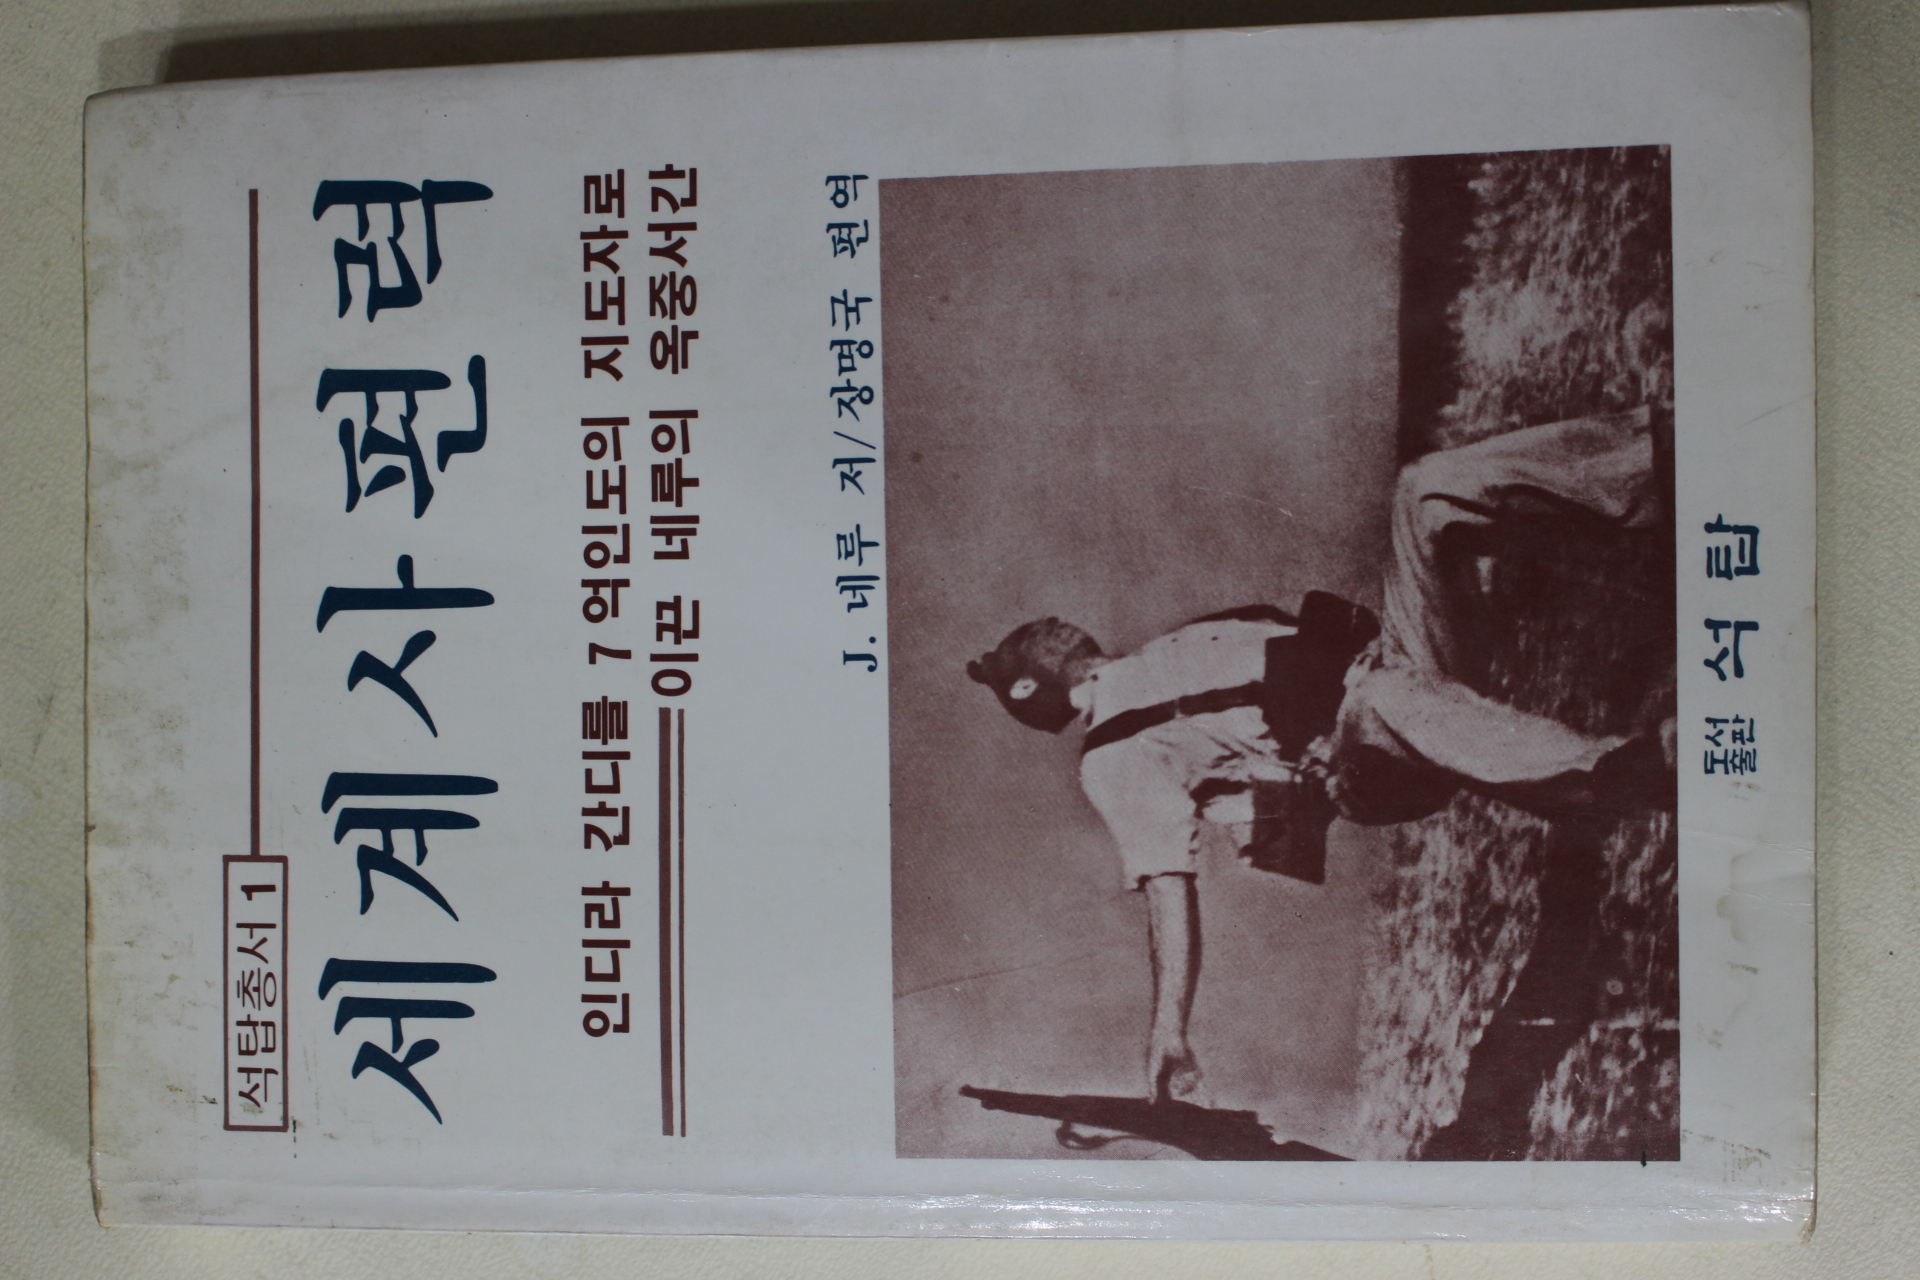 석탑총서 1
세계사편력
인디라 간디를 7억인도의 지도자로
이끈 네루의 옥중서간
J. 네루 저/장명국 편역
도서출판 석탑